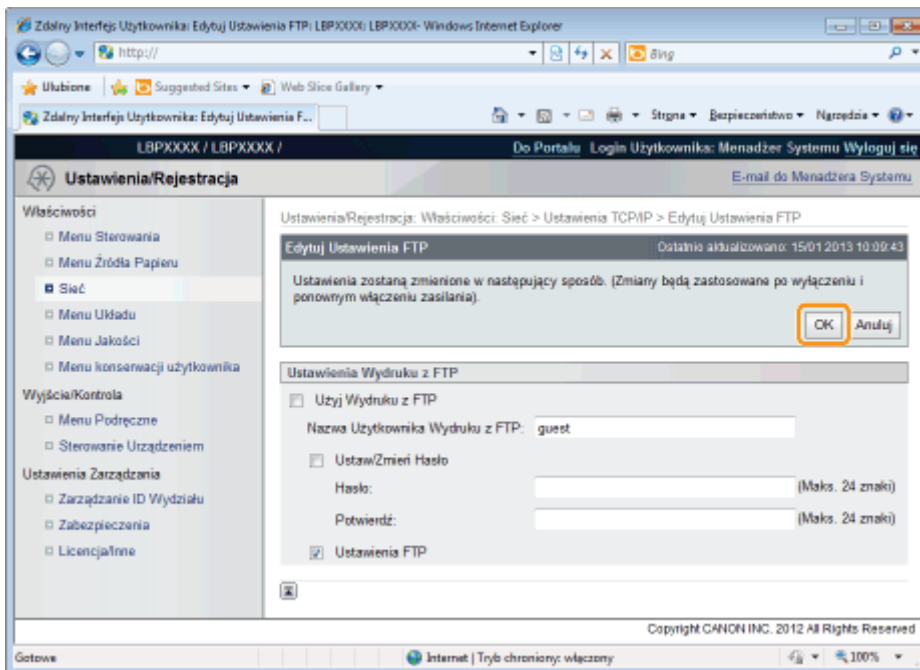 Zdalny Interfejs Użytkownika: Edytuj Ustawienia FTP: LBPXXXX: LBPXXXX- Windows Internet Explorer
http://
Bing
Ulubione Suggested Sites Web Slice Gallery
Zdalny Interfejs Użytkownika: Edytuj Ustawienia F...
Strona Bezpieczeństwo Narzędzia
LBPXXXX / LBPXXXX /
Do Portalu Login Użytkownika: Menadżer Systemu Wyloguj się
Ustawienia/Rejestracja
E-mail do Menadżera Systemu
Właściwości
Menu Sterowania
Menu Źródła Papieru
Sieć
Menu Układu
Menu Jakości
Menu konserwacji użytkownika
Wyjście/Kontrola
Menu Podręczne
Sterowanie Urządzeniem
Ustawienia Zarządzania
Zarządzanie ID Wydziału
Zabezpieczenia
Licencja/Inne
Ustawienia/Rejestracja: Właściwości: Sieć > Ustawienia TCP/IP > Edytuj Ustawienia FTP
Edytuj Ustawienia FTP
Ostatnio aktualizowano: 15/01 2013 10:09:43
Ustawienia zostaną zmienione w następujący sposób. (Zmiany będą zastosowane po wyłączeniu i
ponownym włączeniu zasilania).
OK Anuluj
Ustawienia Wydruku z FTP
Użyj Wydruku z FTP
Nazwa Użytkownika Wydruku z FTP: guest
Ustaw/Zmień Hasło
Hasło: (Maks. 24 znaki)
Potwierdź: (Maks. 24 znaki)
Ustawienia FTP
Copyright CANON INC. 2012 All Rights Reserved
Gotowe
Internet | Tryb chroniony: włączony
100%